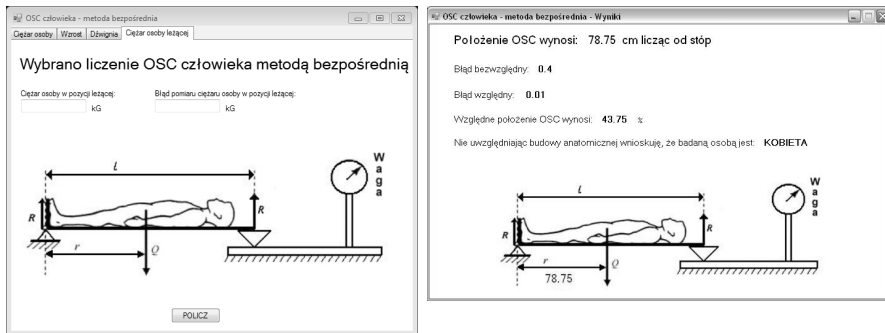 OSC człowieka - metoda bezpośrednia
Ciężar osoby Wzrost Dźwignia Ciężar osoby leżącej
Wybrano liczenie OSC człowieka metodą bezpośrednią
Ciężar osoby w pozycji leżącej: Błąd pomiaru ciężaru osoby w pozycji leżącej:
kG kG
l
Waga
R R
r Q
POLICZ
OSC człowieka - metoda bezpośrednia - Wyniki
Położenie OSC wynosi: 78.75 cm licząc od stóp
Błąd bezwzględny: 0.4
Błąd względny: 0.01
Względne położenie OSC wynosi: 43.75 %
Nie uwzględniając budowy anatomicznej wnioskuję, że badaną osobą jest: KOBIETA
l
Waga
R R
r Q
78.75